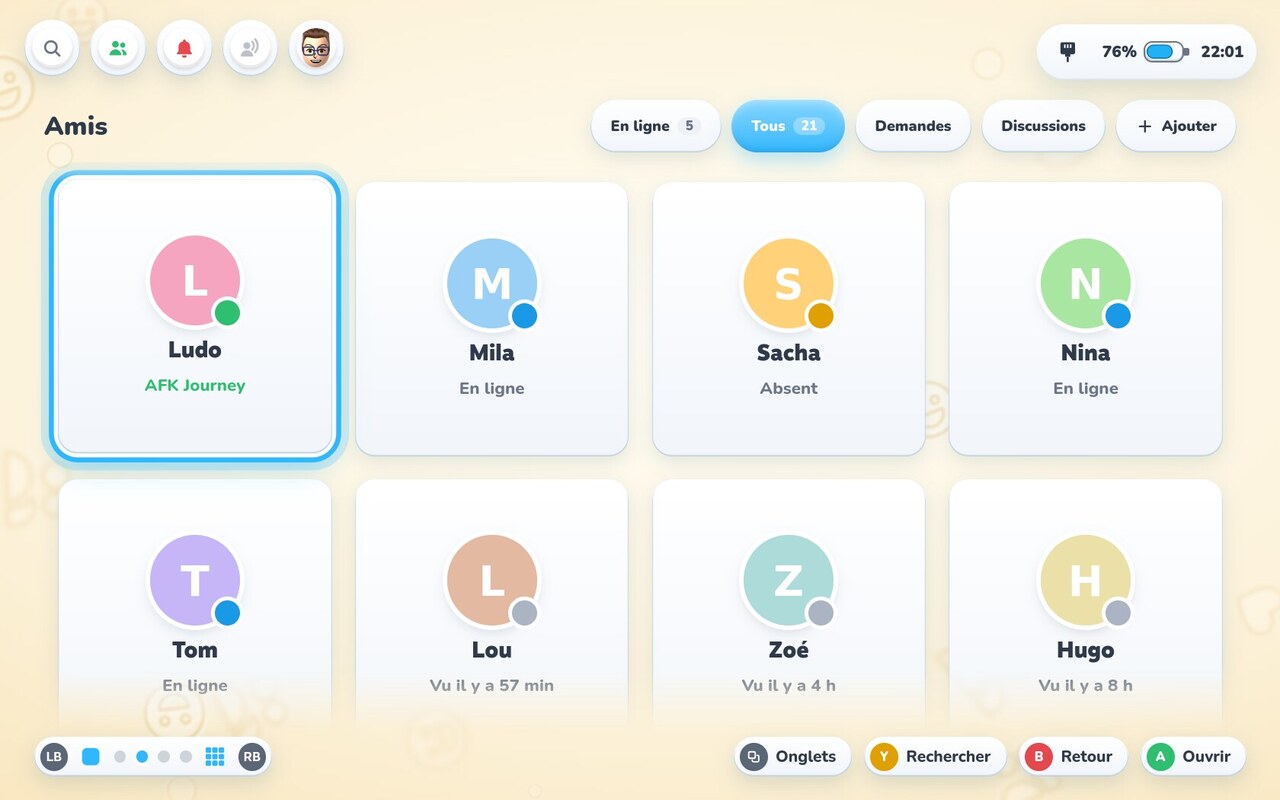 76% 22:01
Amis
En ligne 5
Tous 21
Demandes
Discussions
+ Ajouter
L
Ludo
AFK Journey
M
Mila
En ligne
S
Sacha
Absent
N
Nina
En ligne
T
Tom
En ligne
L
Lou
Vu il y a 57 min
Z
Zoé
Vu il y a 4 h
H
Hugo
Vu il y a 8 h
LB
RB
Onglets
Y Rechercher
B Retour
A Ouvrir